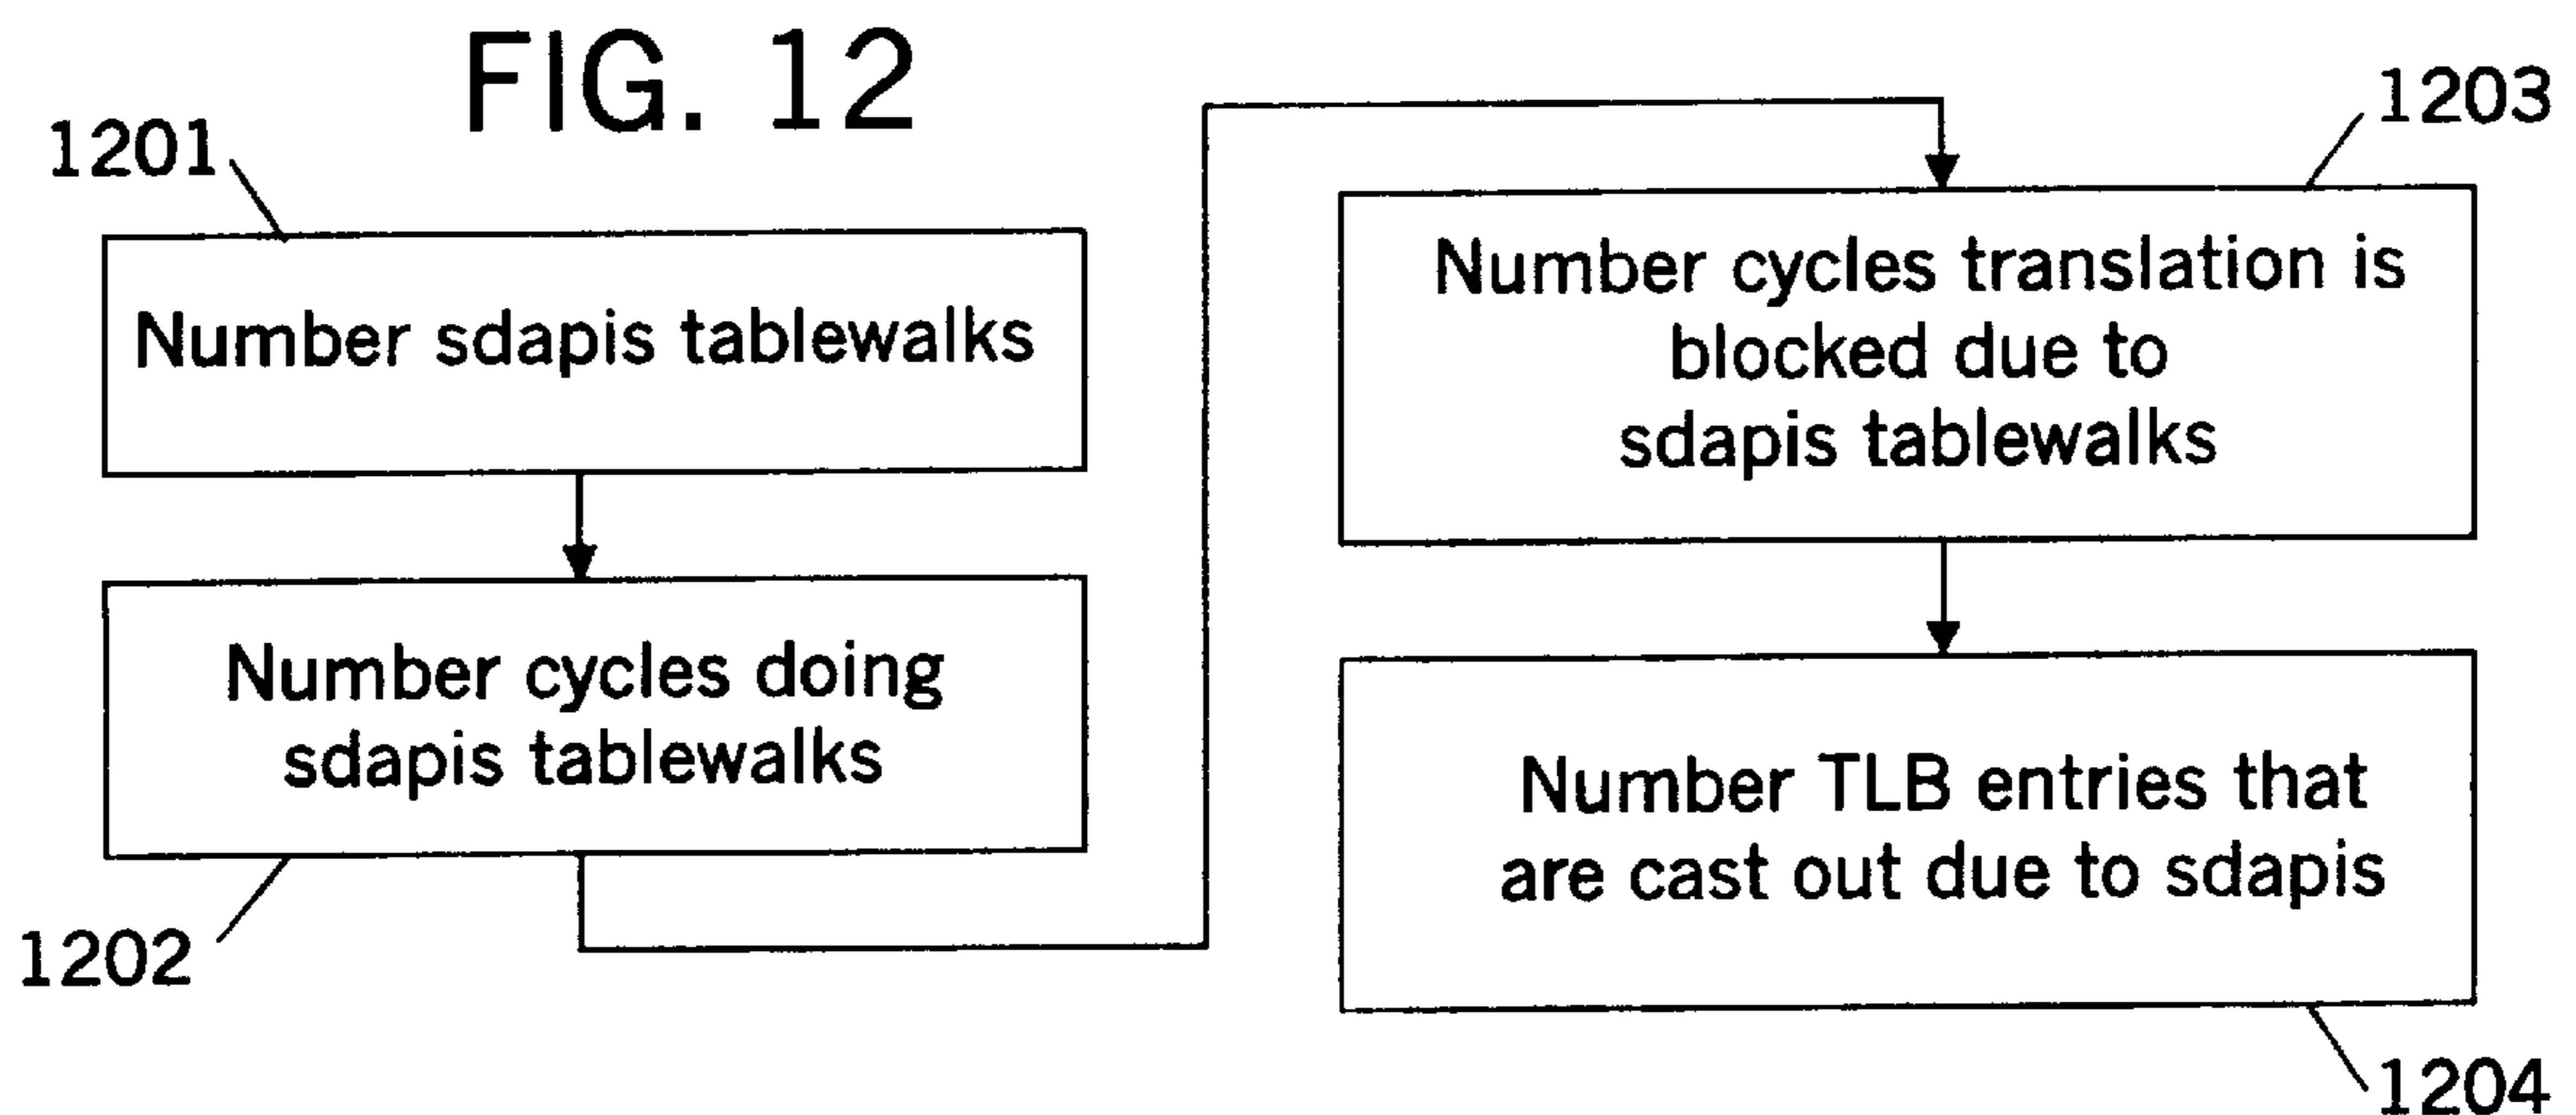 FIG. 12
1201
Number sdapis tablewalks
Number cycles doing
sdapis tablewalks
1202
1203
Number cycles translation is
blocked due to
sdapis tablewalks
Number TLB entries that
are cast out due to sdapis
1204